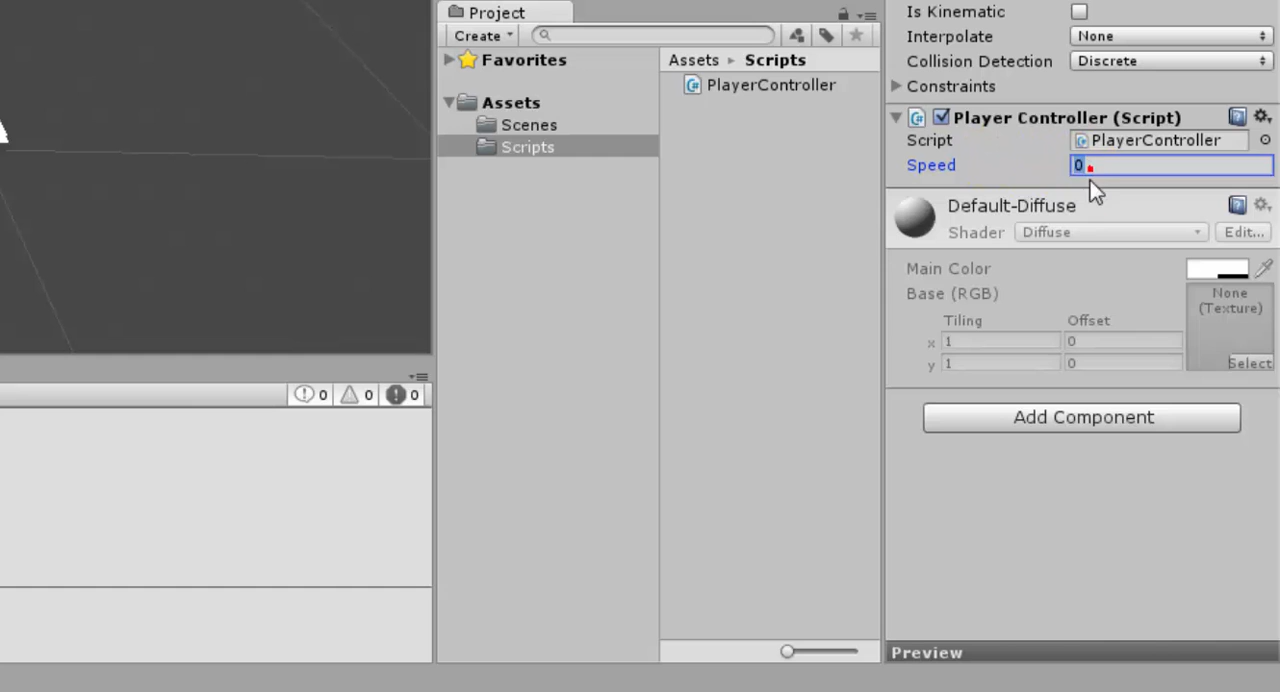 Project
Create
Favorites
Assets
Scenes
Scripts
Assets ▸ Scripts
PlayerController
0
0
0
Is Kinematic
Interpolate None
Collision Detection Discrete
Constraints
Player Controller (Script)
Script PlayerController
Speed 0
Default-Diffuse
Shader Diffuse Edit...
Main Color
Base (RGB)
None
(Texture)
Tiling Offset
x 1 0
y 1 0
Select
Add Component
Preview